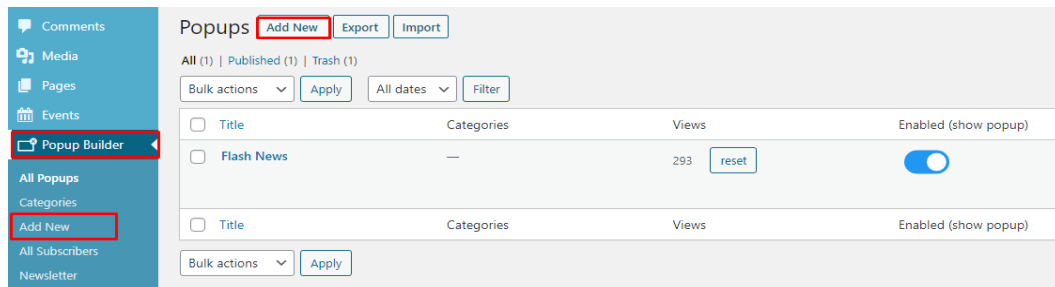 Comments
Media
Pages
Events
Popup Builder
All Popups
Categories
Add New
All Subscribers
Newsletter
Popups Add New Export Import
All (1) | Published (1) | Trash (1)
Bulk actions Apply All dates Filter
Title Categories Views Enabled (show popup)
Flash News — 293 reset
Title Categories Views Enabled (show popup)
Bulk actions Apply